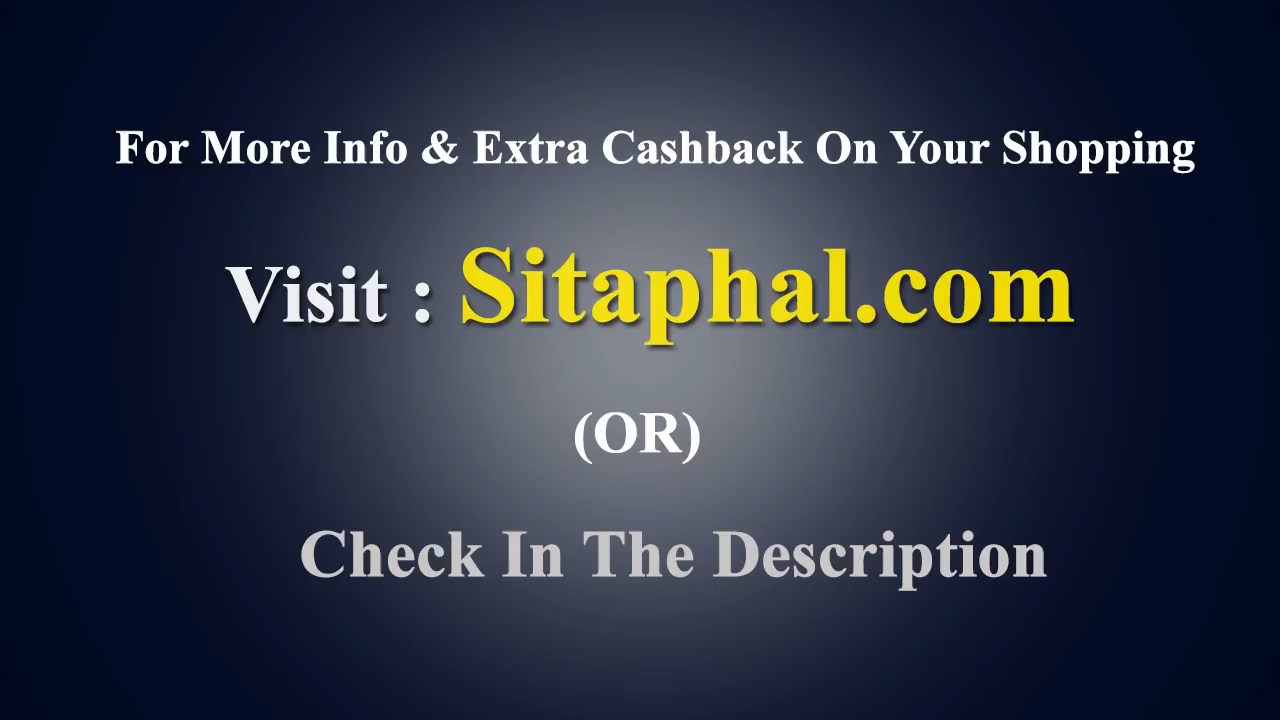 For More Info & Extra Cashback On Your Shopping
Visit : Sitaphal.com
(OR)
Check In The Description